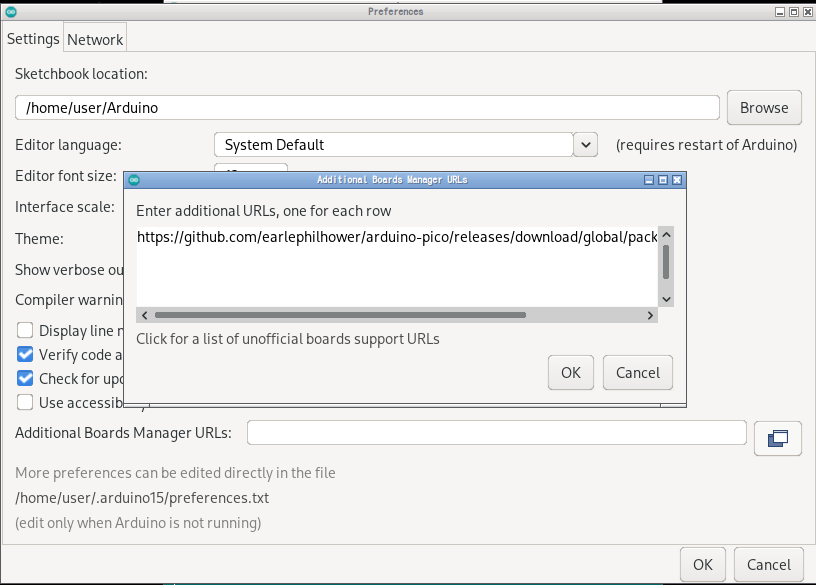 Preferences
Settings Network
Sketchbook location:
/home/user/Arduino Browse
Editor language: System Default (requires restart of Arduino)
Editor font size:
Additional Boards Manager URLs
Interface scale:
Enter additional URLs, one for each row
Theme:
https://github.com/earlephilhower/arduino-pico/releases/download/global/pack
Show verbose ou
Compiler warnin
Display line
Click for a list of unofficial boards support URLs
Verify code a
Check for
OK Cancel
Use
Additional Boards Manager URLs:
More preferences can be edited directly in the file
/home/user/.arduino15/preferences.txt
(edit only when Arduino is not running)
OK Cancel